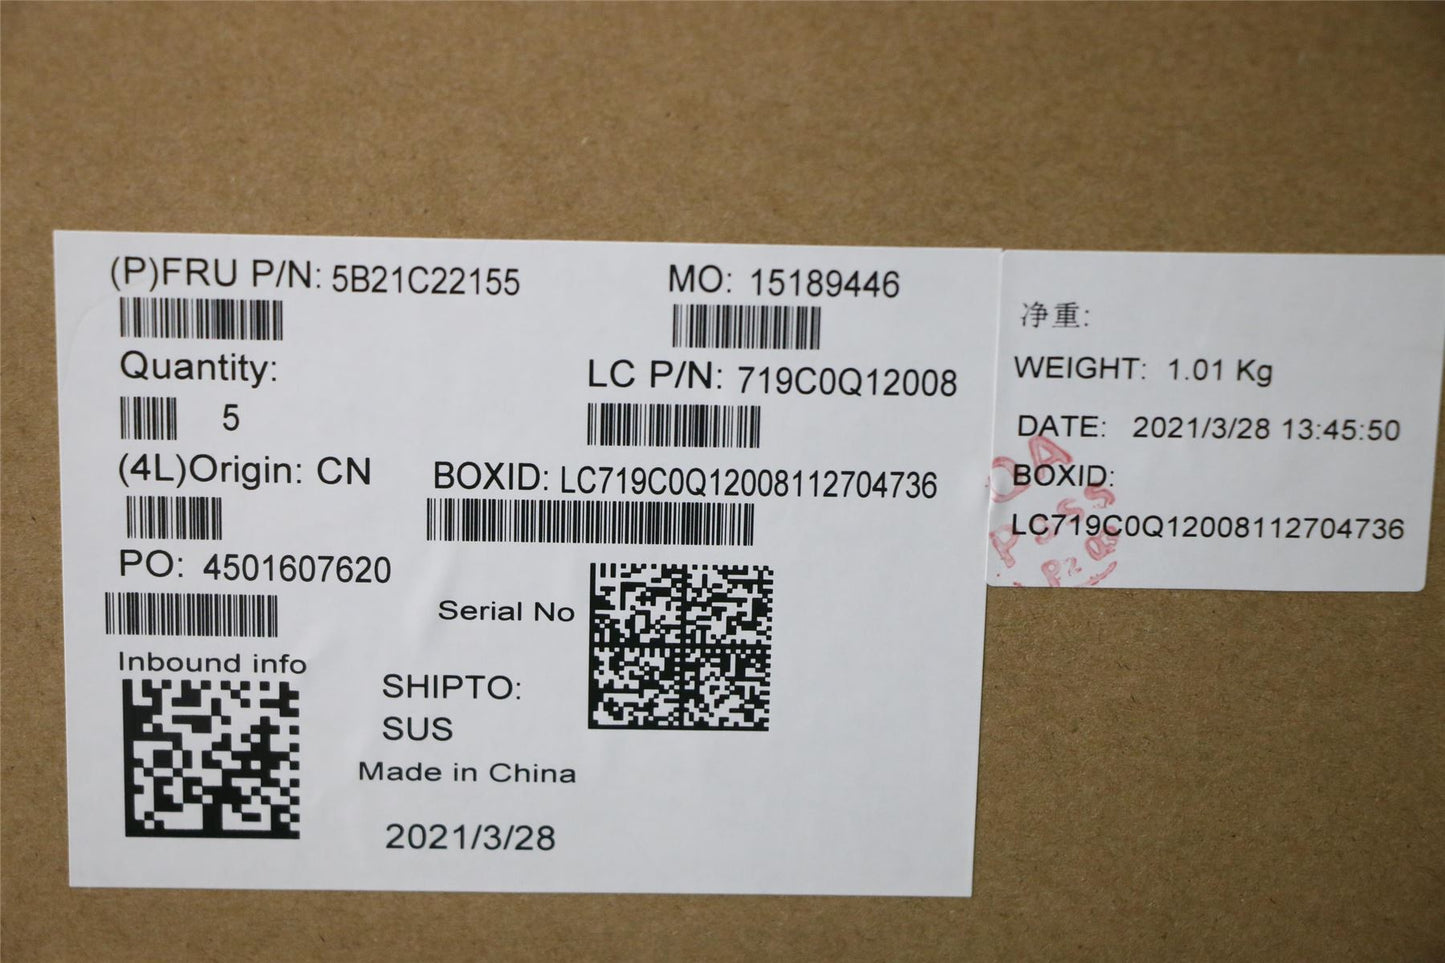 (P)FRU P/N: 5B21C22155
MO: 15189446
Quantity:
5
LC P/N: 719C0Q12008
(4L)Origin: CN
BOXID: LC719C0Q12008112704736
PO: 4501607620
Serial No
Inbound info
SHIPTO:
SUS
Made in China
2021/3/28
净重:
WEIGHT: 1.01 Kg
DATE: 2021/3/28 13:45:50
BOXID:
LC719C0Q12008112704736